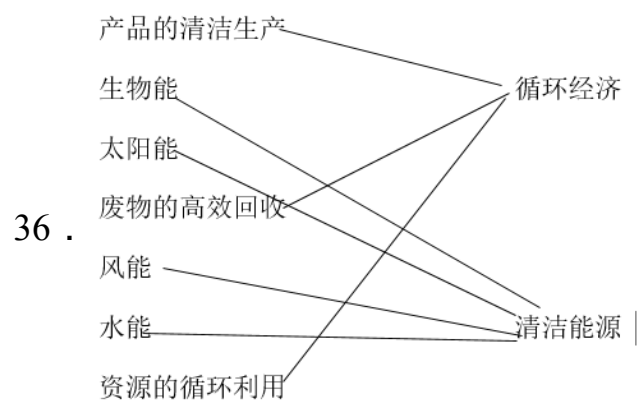 产品的清洁生产
生物能
循环经济
太阳能
废物的高效回收
36．
风能
水能
清洁能源
资源的循环利用